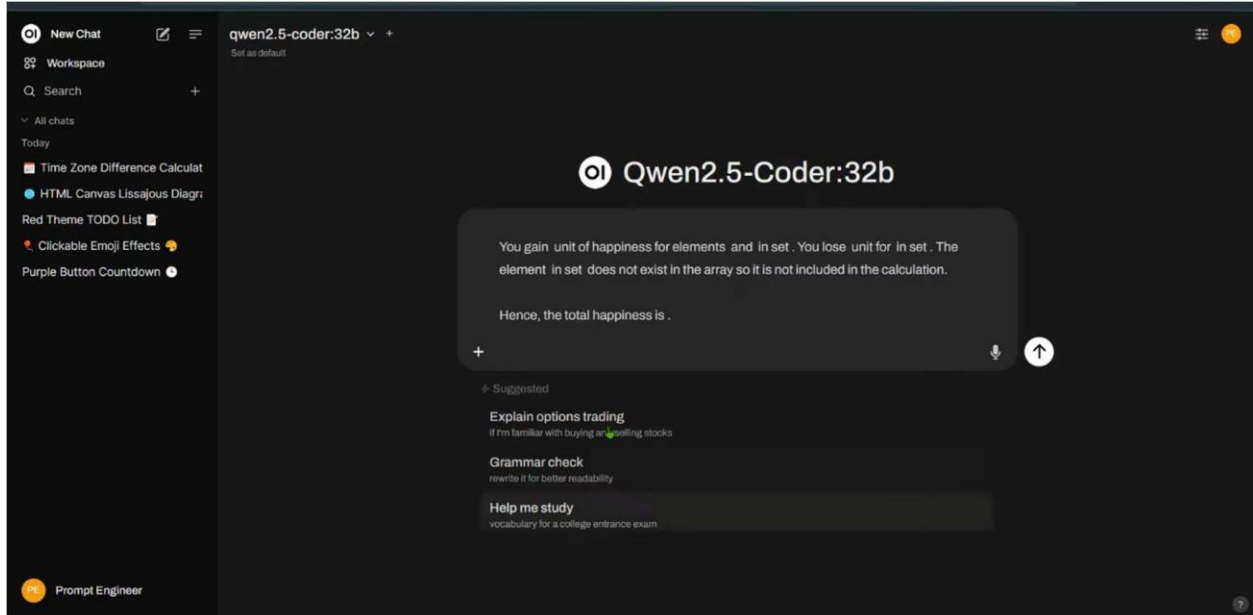 OI New Chat
Workspace
Search
All chats
Today
Time Zone Difference Calculat
HTML Canvas Lissajous Diagra
Red Theme TODO List
Clickable Emoji Effects
Purple Button Countdown
PE Prompt Engineer
qwen2.5-coder:32b
Set as default
PE
OI Qwen2.5-Coder:32b
You gain unit of happiness for elements and in set . You lose unit for in set . The
element in set does not exist in the array so it is not included in the calculation.
Hence, the total happiness is .
Suggested
Explain options trading
if I'm familiar with buying and selling stocks
Grammar check
rewrite it for better readability
Help me study
vocabulary for a college entrance exam
?